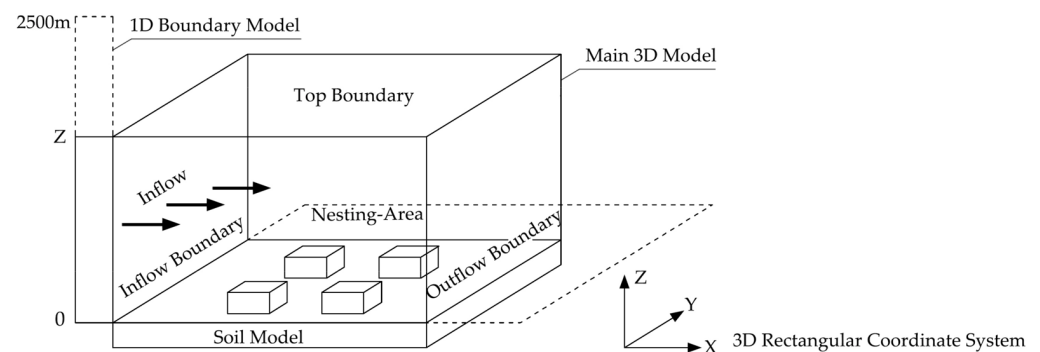 2500m
1D Boundary Model
Main 3D Model
Top Boundary
Z
Inflow
Nesting-Area
Inflow Boundary
Outflow Boundary
Z
Y
0
Soil Model
X
3D Rectangular Coordinate System